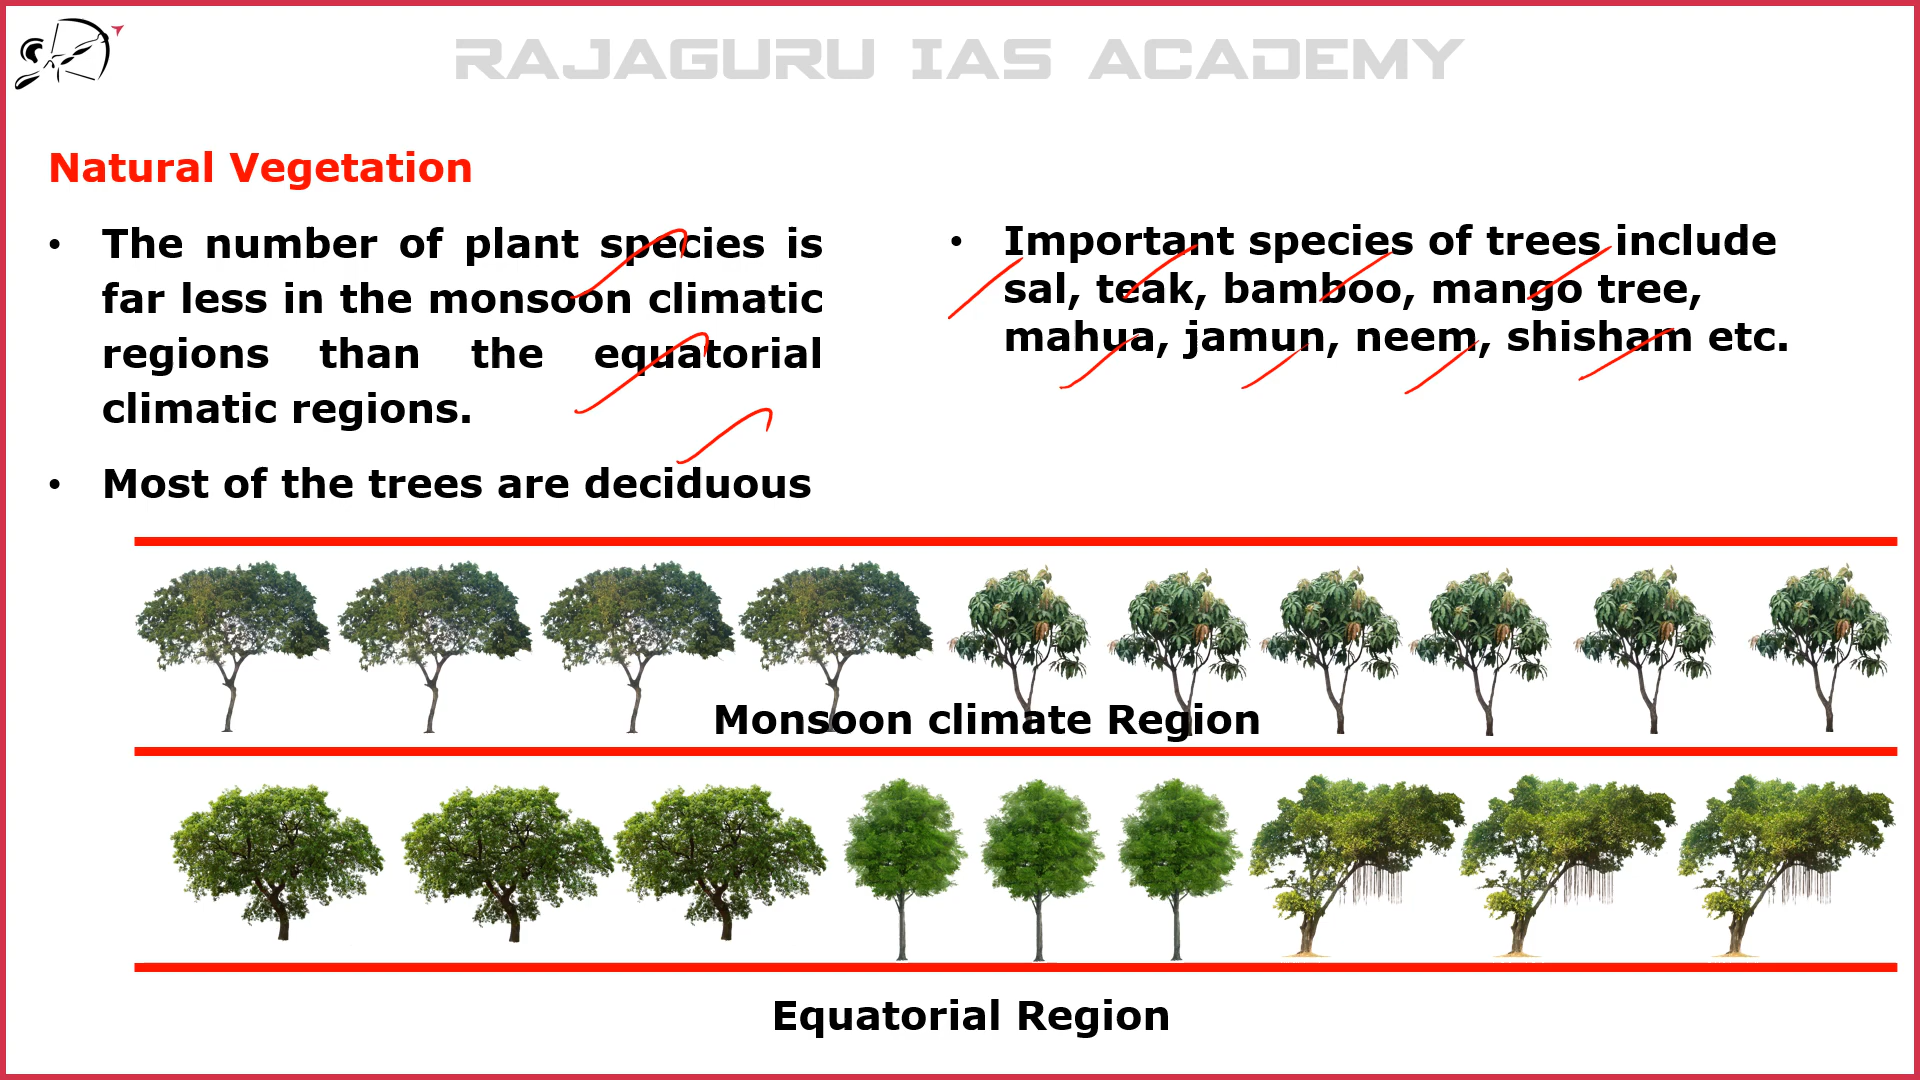 RAJAGURU IAS ACADEMY
Natural Vegetation
• The number of plant species is
far less in the monsoon climatic
regions than the equatorial
climatic regions.
• Most of the trees are deciduous
• Important species of trees include
sal, teak, bamboo, mango tree,
mahua, jamun, neem, shisham etc.
Monsoon climate Region
Equatorial Region